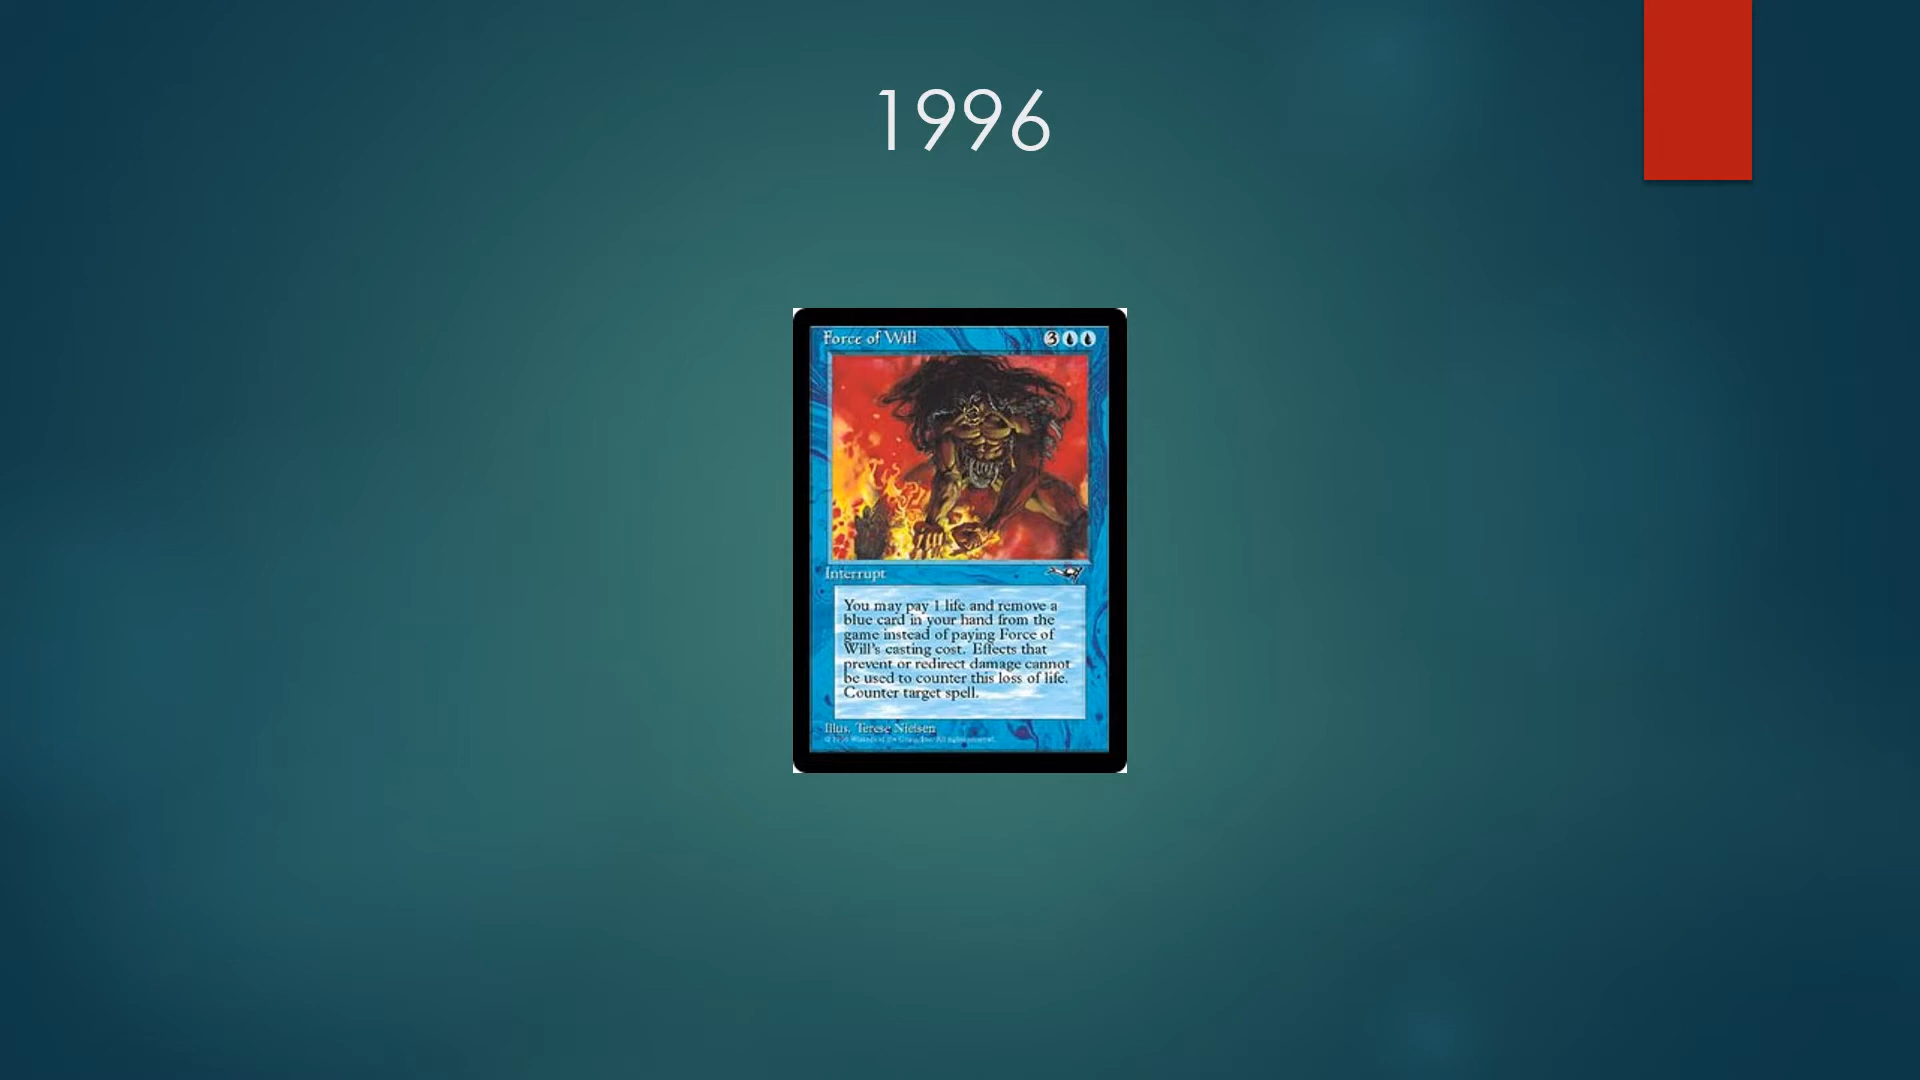 1996
Force of Will 3
Interrupt
You may pay 1 life and remove a
blue card in your hand from the
game instead of paying Force of
Will's casting cost. Effects that
prevent or redirect damage cannot
be used to counter this loss of life.
Counter target spell.
Illus. Terese Nielsen